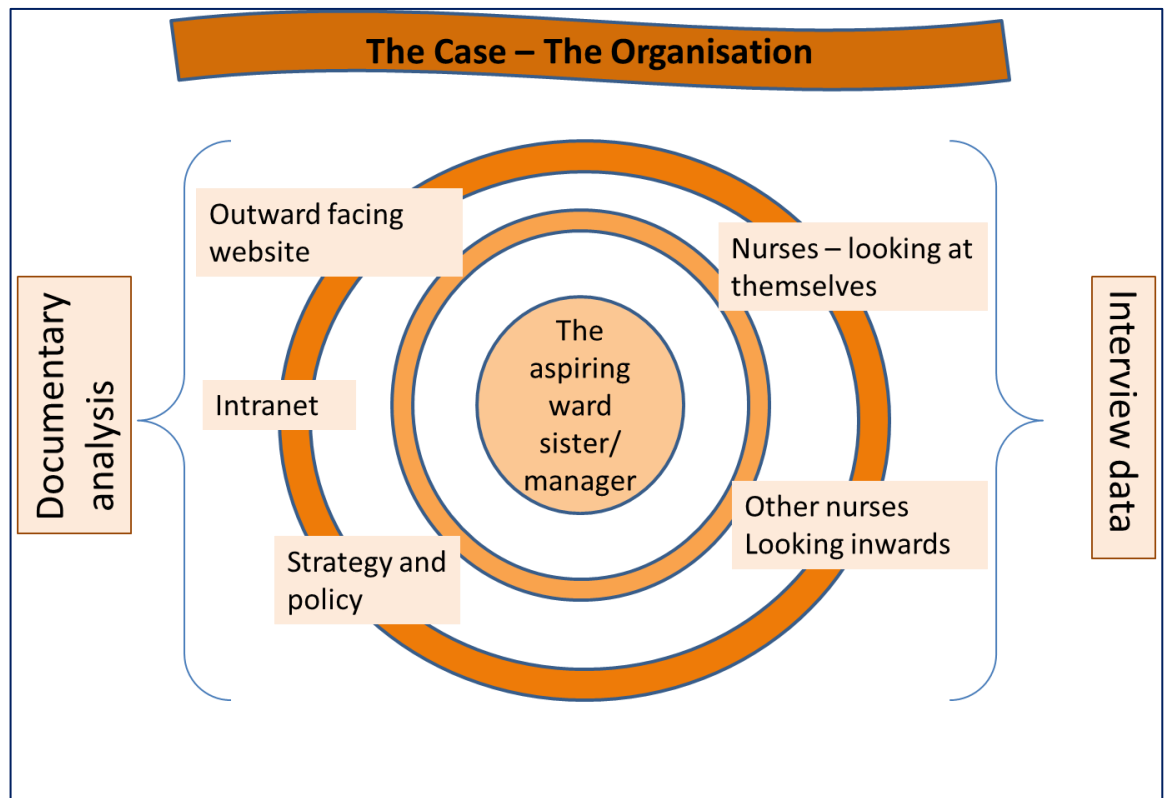 The Case – The Organisation
Documentary
analysis
Outward facing
website
Intranet
Strategy and
policy
The
aspiring
ward
sister/
manager
Nurses – looking at
themselves
Other nurses
Looking inwards
Interview data